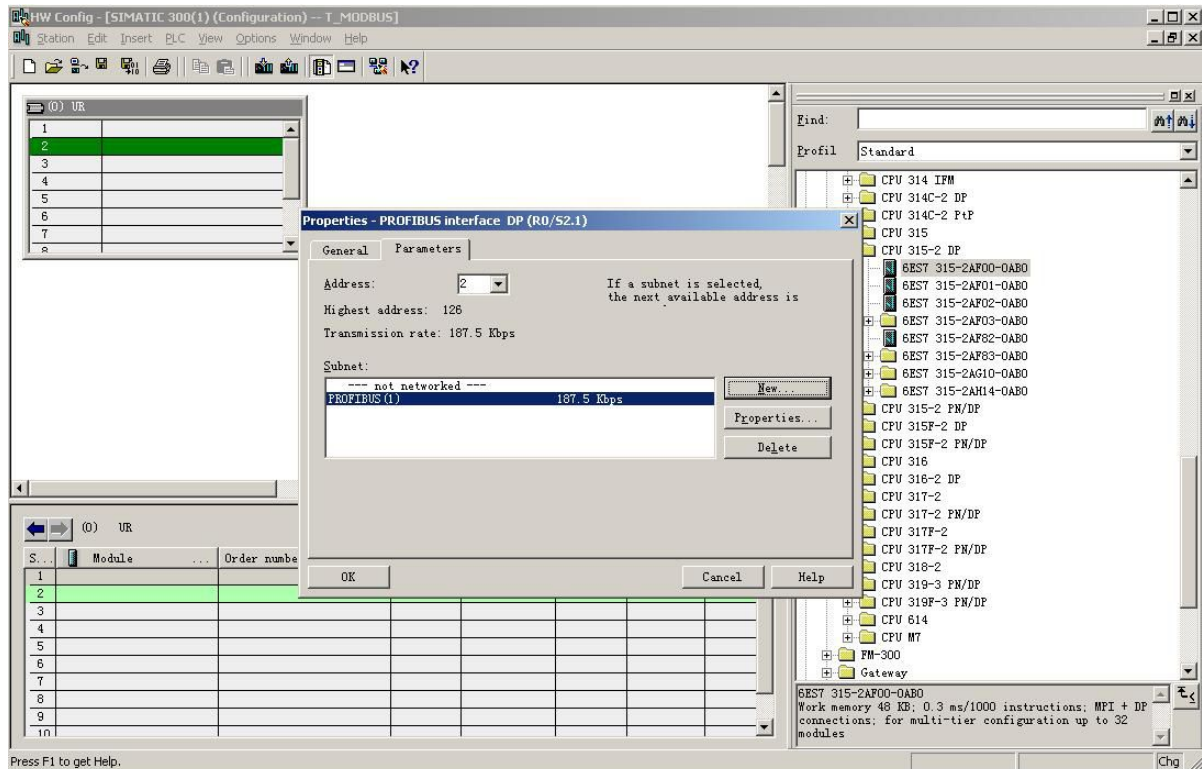 HW Config - [SIMATIC 300(1) (Configuration) -- T_MODBUS]
Station Edit Insert PLC View Options Window Help
(0) UR
1
2
3
4
5
6
7
8
Find:
Profil Standard
CPU 314 IFM
CPU 314C-2 DP
CPU 314C-2 PtP
CPU 315
CPU 315-2 DP
6ES7 315-2AF00-0AB0
6ES7 315-2AF01-0AB0
6ES7 315-2AF02-0AB0
6ES7 315-2AF03-0AB0
6ES7 315-2AF82-0AB0
6ES7 315-2AF83-0AB0
6ES7 315-2AG10-0AB0
6ES7 315-2AH14-0AB0
CPU 315-2 PN/DP
CPU 315F-2 DP
CPU 315F-2 PN/DP
CPU 316
CPU 316-2 DP
CPU 317-2
CPU 317-2 PN/DP
CPU 317F-2
CPU 317F-2 PN/DP
CPU 318-2
CPU 319-3 PN/DP
CPU 319F-3 PN/DP
CPU 614
CPU M7
FM-300
Gateway
6ES7 315-2AF00-0AB0
Work memory 48 KB; 0.3 ms/1000 instructions; MPI + DP
connections; for multi-tier configuration up to 32
modules
Properties - PROFIBUS interface DP (R0/S2.1)
General Parameters
Address: 2
If a subnet is selected,
the next available address is
Highest address: 126
Transmission rate: 187.5 Kbps
Subnet:
--- not networked ---
PROFIBUS(1) 187.5 Kbps
New...
Properties...
Delete
OK Cancel Help
(0) UR
S... Module ... Order numbe
1
2
3
4
5
6
7
8
9
10
Press F1 to get Help.
Chg